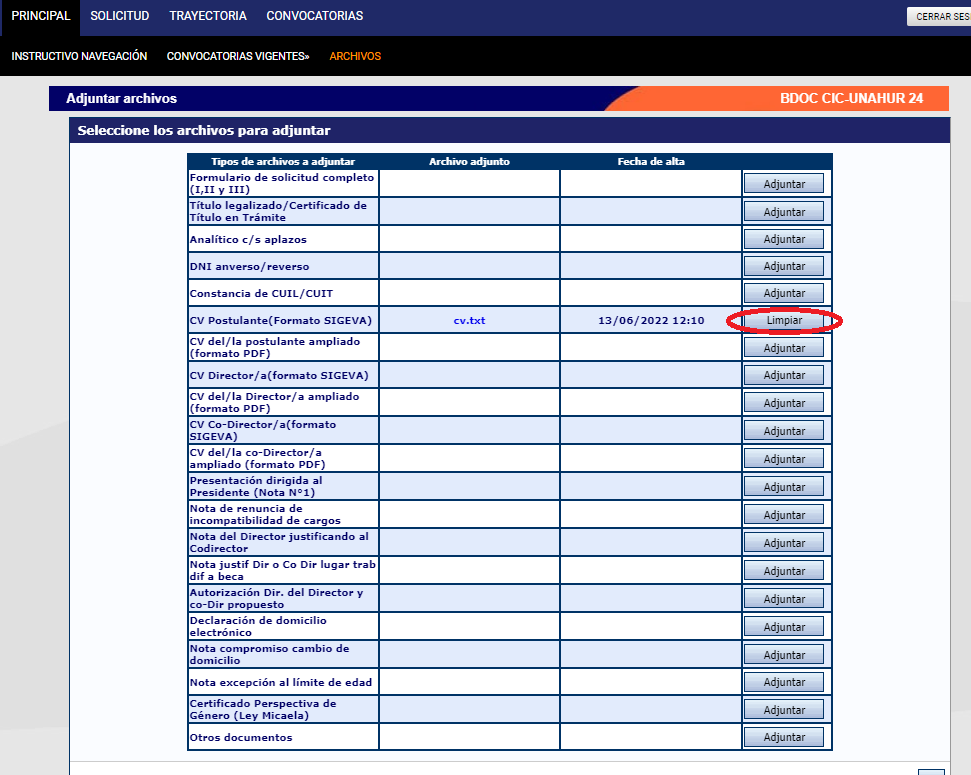 PRINCIPAL SOLICITUD TRAYECTORIA CONVOCATORIAS CERRAR SES
INSTRUCTIVO NAVEGACIÓN CONVOCATORIAS VIGENTES» ARCHIVOS
Adjuntar archivos BDOC CIC-UNAHUR 24
Seleccione los archivos para adjuntar
Tipos de archivos a adjuntar Archivo adjunto Fecha de alta
Formulario de solicitud completo
(I,II y III) Adjuntar
Título legalizado/Certificado de
Título en Trámite Adjuntar
Analítico c/s aplazos Adjuntar
DNI anverso/reverso Adjuntar
Constancia de CUIL/CUIT Adjuntar
CV Postulante(Formato SIGEVA) cv.txt 13/06/2022 12:10 Limpiar
CV del/la postulante ampliado
(formato PDF) Adjuntar
CV Director/a(formato SIGEVA) Adjuntar
CV del/la Director/a ampliado
(formato PDF) Adjuntar
CV Co-Director/a(formato
SIGEVA) Adjuntar
CV del/la co-Director/a
ampliado (formato PDF) Adjuntar
Presentación dirigida al
Presidente (Nota N°1) Adjuntar
Nota de renuncia de
incompatibilidad de cargos Adjuntar
Nota del Director justificando al
Codirector Adjuntar
Nota justif Dir o Co Dir lugar trab
dif a beca Adjuntar
Autorización Dir. del Director y
co-Dir propuesto Adjuntar
Declaración de domicilio
electrónico Adjuntar
Nota compromiso cambio de
domicilio Adjuntar
Nota excepción al límite de edad Adjuntar
Certificado Perspectiva de
Género (Ley Micaela) Adjuntar
Otros documentos Adjuntar